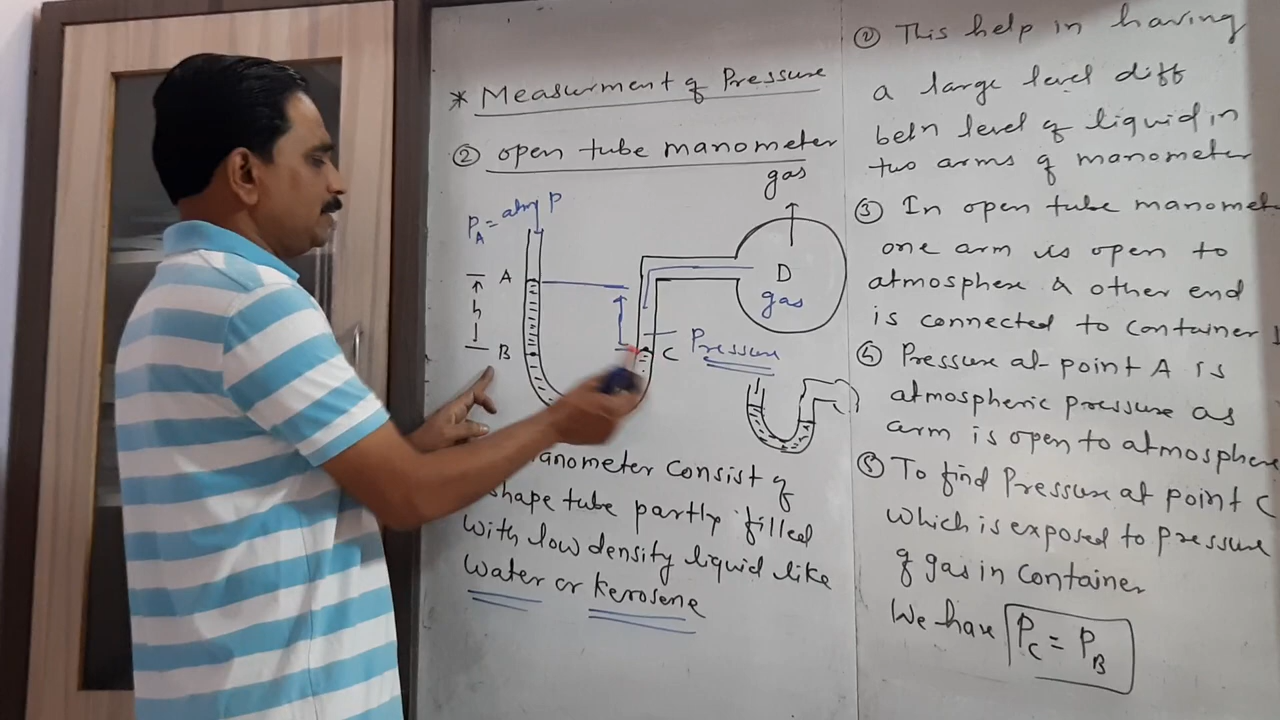 * Measurment of Pressure
② open tube manometer
gas
P_A = atm P
A
h
B
D
gas
C
Pressure
anometer consist of
shape tube partly filled
with low density liquid like
water or kerosene
② This help in having
a large level diff
betn level of liquid in
two arms of manometer
③ In open tube manomete
one arm is open to
atmosphere & other end
is connected to container
④ Pressure at point A is
atmospheric pressure as
arm is open to atmosphere
⑤ To find Pressure at point C
which is exposed to pressure
of gas in container
We have P_C = P_B